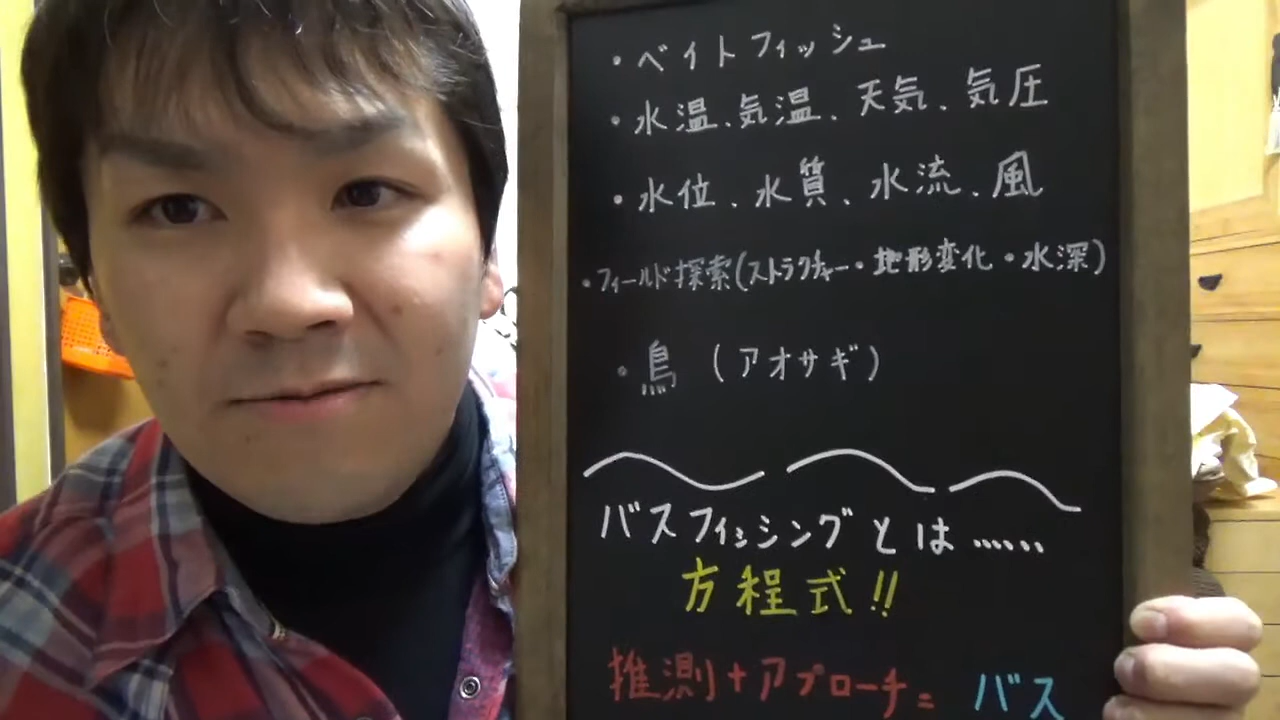 ・ベイトフィッシュ
・水温、気温、天気、気圧
・水位、水質、水流、風
・フィールド探索(ストラクチャー・地形変化・水深)
・鳥 (アオサギ)
バスフィッシングとは……
方程式!!
推測+アプローチ= バス